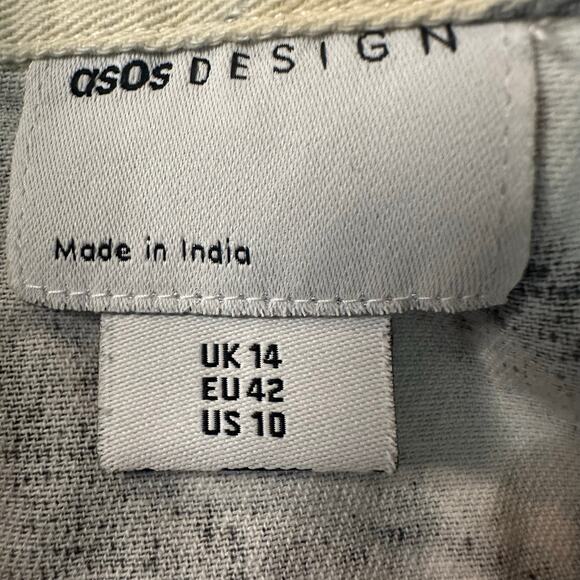 asos DESIGN
Made in India
UK 14
EU 42
US 10